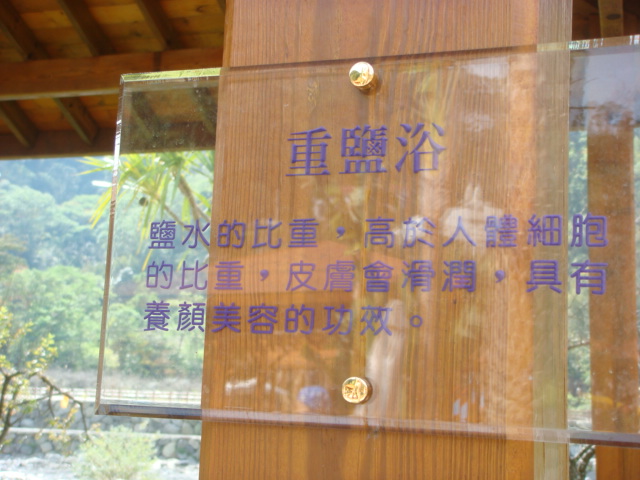 重鹽浴
鹽水的比重，高於人體細胞
的比重，皮膚會滑潤，具有
養顏美容的功效。